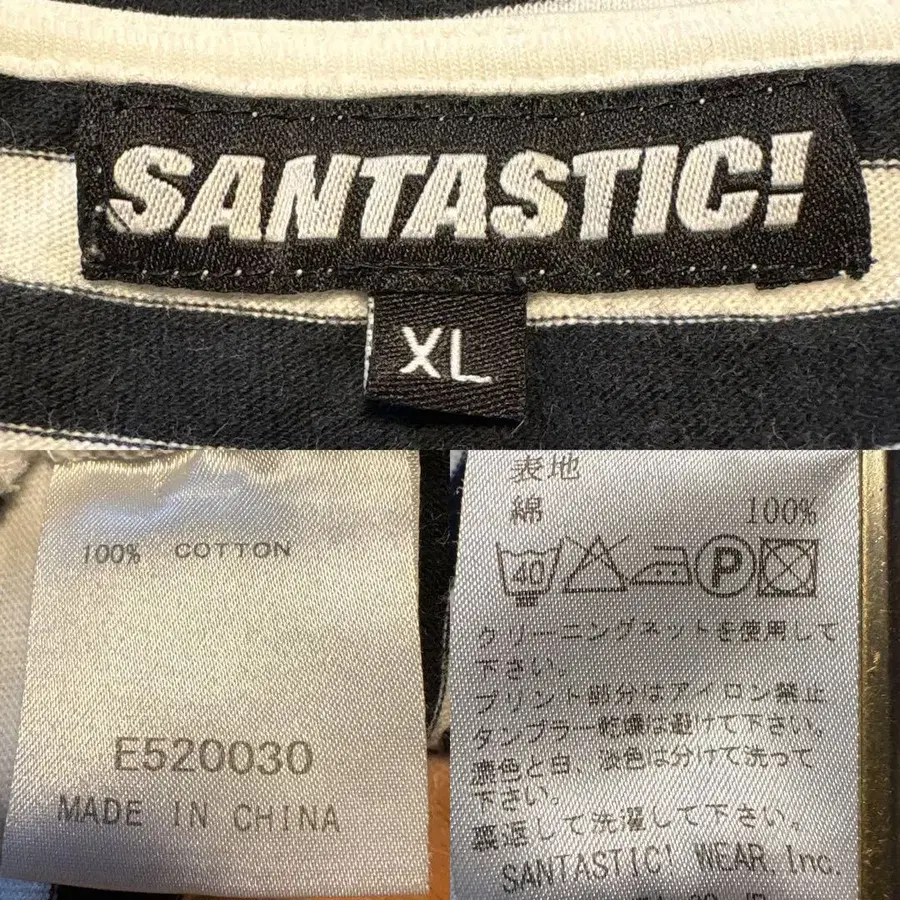 SANTASTIC!
XL
100% COTTON
E520030
MADE IN CHINA
表地
綿 100%
40
P
クリーニングネットを使用して
下さい。
プリント部分はアイロン禁止
タンブラー乾燥は避けて下さい。
濃色と白、淡色は分けて洗って
下さい。
裏返して洗濯して下さい。
SANTASTIC! WEAR,Inc.